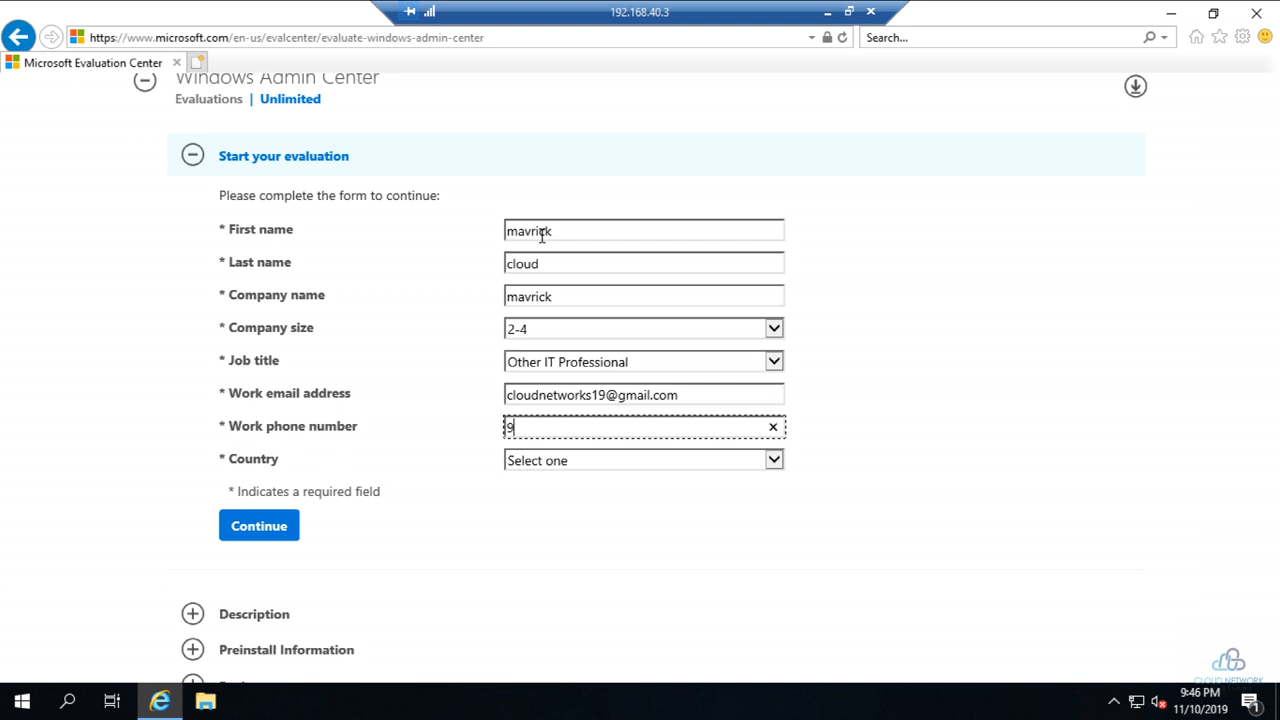 192.168.40.3
https://www.microsoft.com/en-us/evalcenter/evaluate-windows-admin-center
Search...
Microsoft Evaluation Center
Windows Admin Center
Evaluations | Unlimited
Start your evaluation
Please complete the form to continue:
* First name
mavrick
* Last name
cloud
* Company name
mavrick
* Company size
2-4
* Job title
Other IT Professional
* Work email address
cloudnetworks19@gmail.com
* Work phone number
9
* Country
Select one
* Indicates a required field
Continue
Description
Preinstall Information
CLOUD NETWORK
9:46 PM
11/10/2019
1